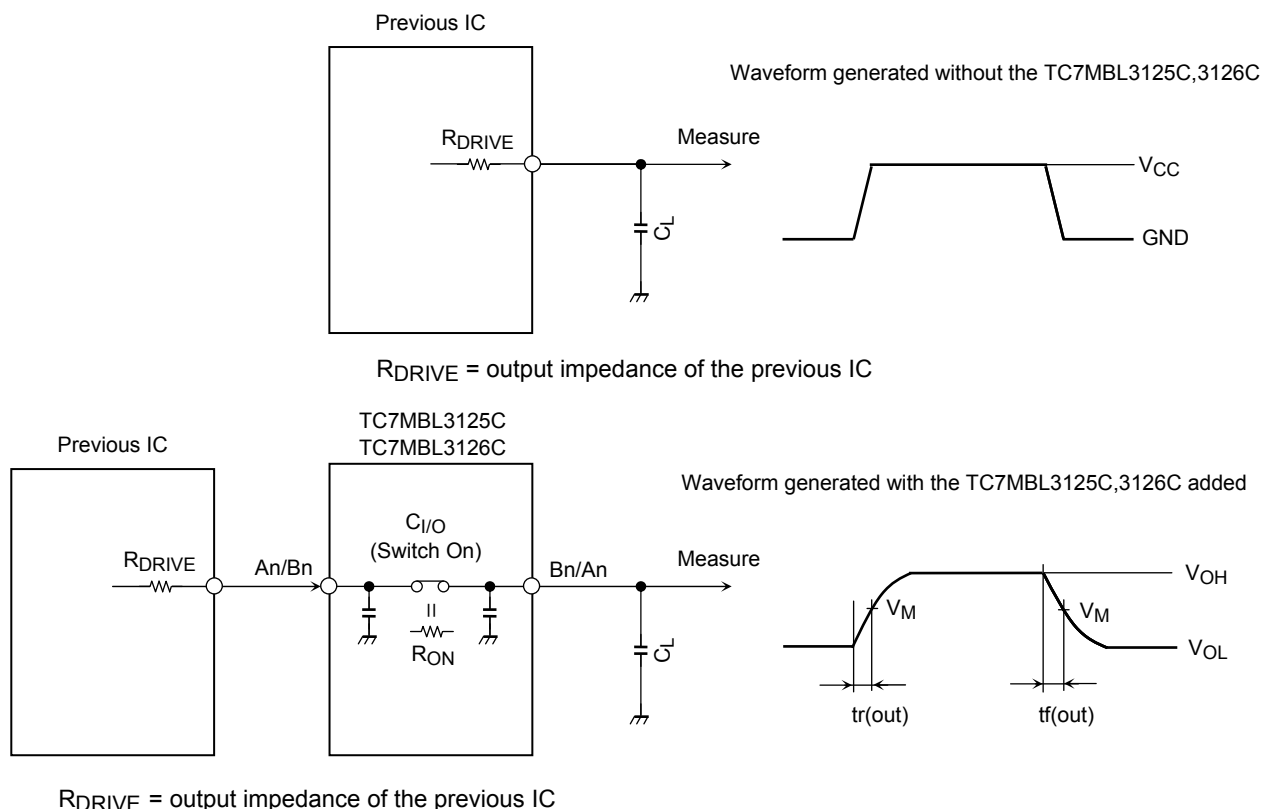 Previous IC
Waveform generated without the TC7MBL3125C,3126C
RDRIVE
Measure
VCC
CL
GND
RDRIVE = output impedance of the previous IC
TC7MBL3125C
TC7MBL3126C
Previous IC
Waveform generated with the TC7MBL3125C,3126C added
CI/O
(Switch On)
RDRIVE
An/Bn
Bn/An
Measure
VOH
VM
VM
=
RON
CL
VOL
tr(out)
tf(out)
RDRIVE = output impedance of the previous IC